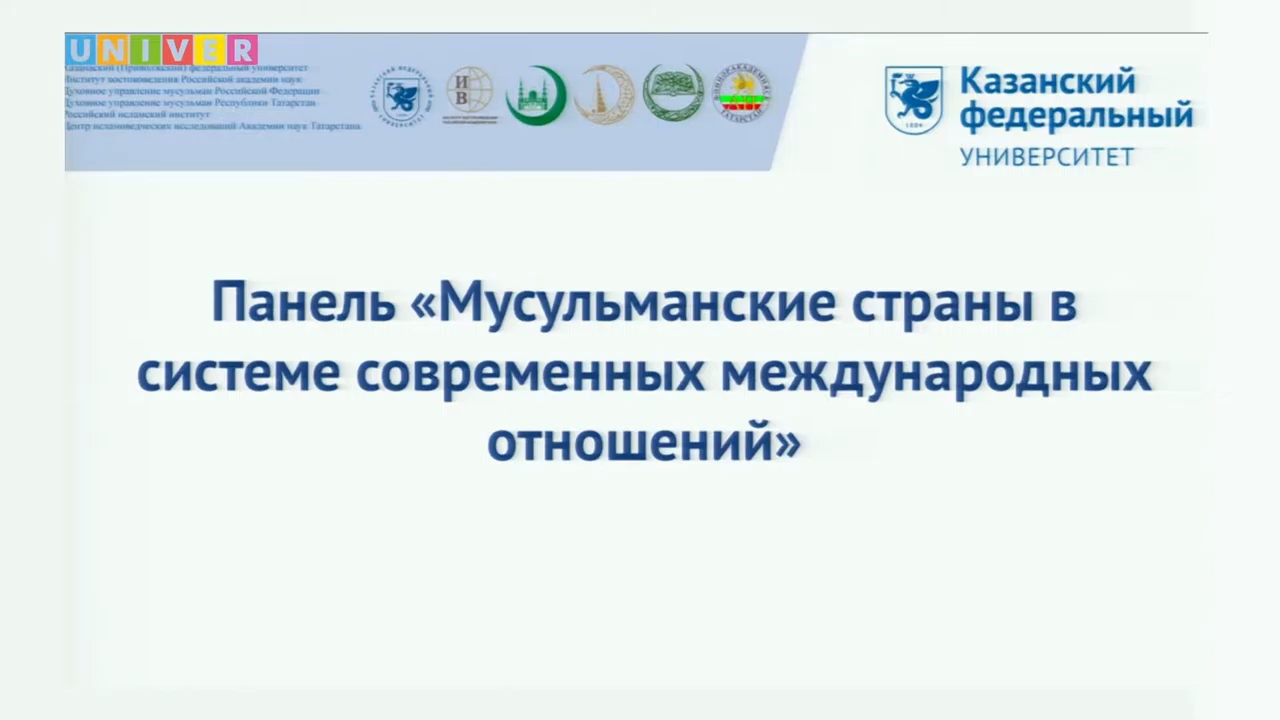 UNIVER
Казанский (Приволжский) федеральный университет
Институт востоковедения Российской академии наук
Духовное управление мусульман Российской Федерации
Духовное управление мусульман Республики Татарстан
Российский исламский институт
Центр исламоведческих исследований Академии наук Татарстана
ИВ
Казанский
федеральный
УНИВЕРСИТЕТ
1804
Панель «Мусульманские страны в
системе современных международных
отношений»